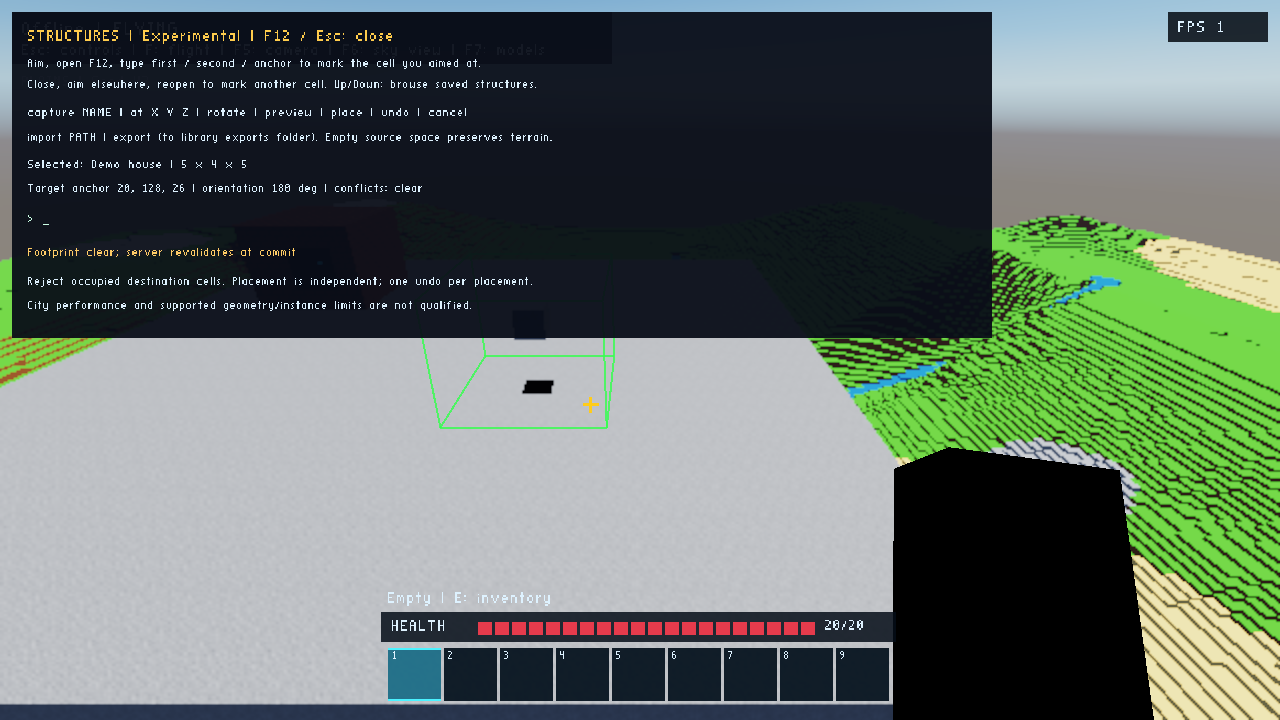 STRUCTURES | Experimental | F12 / Esc: close
FPS 1
Aim, open F12, type first / second / anchor to mark the cell you aimed at.
Close, aim elsewhere, reopen to mark another cell. Up/Down: browse saved structures.
capture NAME | at X Y Z | rotate | preview | place | undo | cancel
import PATH | export (to library exports folder). Empty source space preserves terrain.
Selected: Demo house | 5 x 4 x 5
Target anchor 20, 128, 26 | orientation 180 deg | conflicts: clear
> _
Footprint clear; server revalidates at commit
Reject occupied destination cells. Placement is independent; one undo per placement.
City performance and supported geometry/instance limits are not qualified.
Empty | E: inventory
HEALTH 20/20
1 2 3 4 5 6 7 8 9